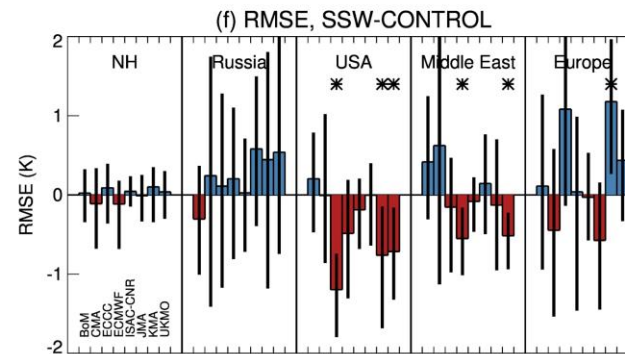 (f) RMSE, SSW-CONTROL
2
NH
Russia
USA
Middle East
Europe
* * * * * *
1
0
-1
-2
RMSE (K)
BoM
CMA
ECCC
ECMWF
ISAC-CNR
JMA
KMA
UKMO